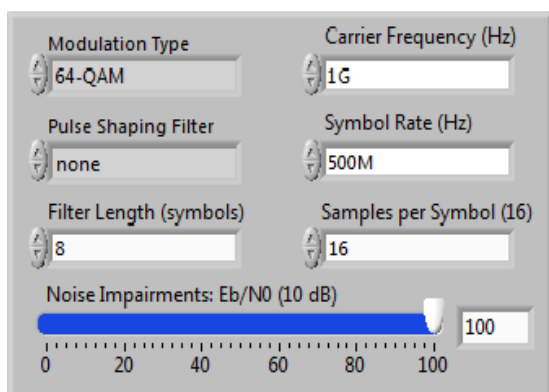 Modulation Type
Carrier Frequency (Hz)
64-QAM
1G
Pulse Shaping Filter
Symbol Rate (Hz)
none
500M
Filter Length (symbols)
Samples per Symbol (16)
8
16
Noise Impairments: Eb/N0 (10 dB)
100
0 20 40 60 80 100